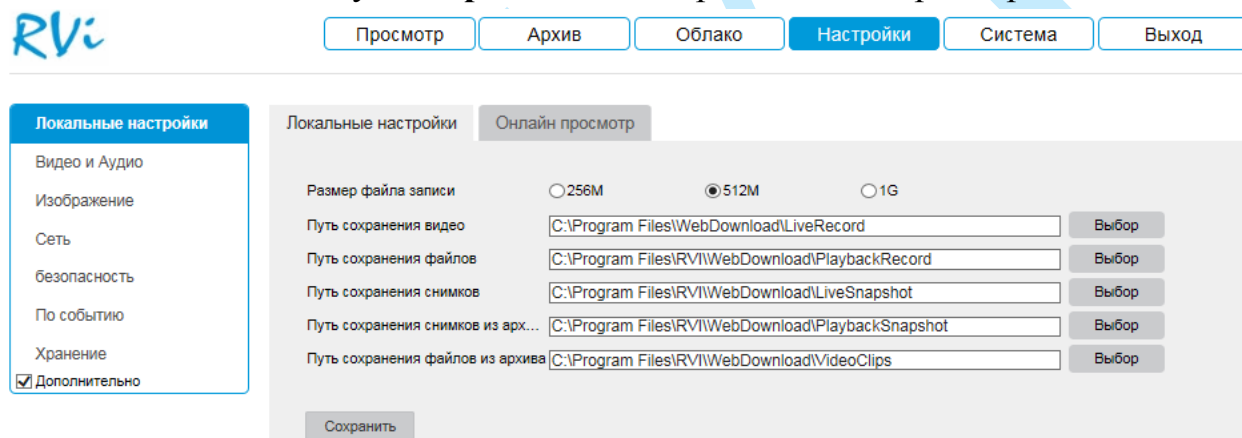 RVi
Просмотр Архив Облако Настройки Система Выход
Локальные настройки
Видео и Аудио
Изображение
Сеть
безопасность
По событию
Хранение
Дополнительно
Локальные настройки Онлайн просмотр
Размер файла записи 256M 512M 1G
Путь сохранения видео C:\Program Files\WebDownload\LiveRecord Выбор
Путь сохранения файлов C:\Program Files\RVI\WebDownload\PlaybackRecord Выбор
Путь сохранения снимков C:\Program Files\RVI\WebDownload\LiveSnapshot Выбор
Путь сохранения снимков из арх... C:\Program Files\RVI\WebDownload\PlaybackSnapshot Выбор
Путь сохранения файлов из архива C:\Program Files\RVI\WebDownload\VideoClips Выбор
Сохранить